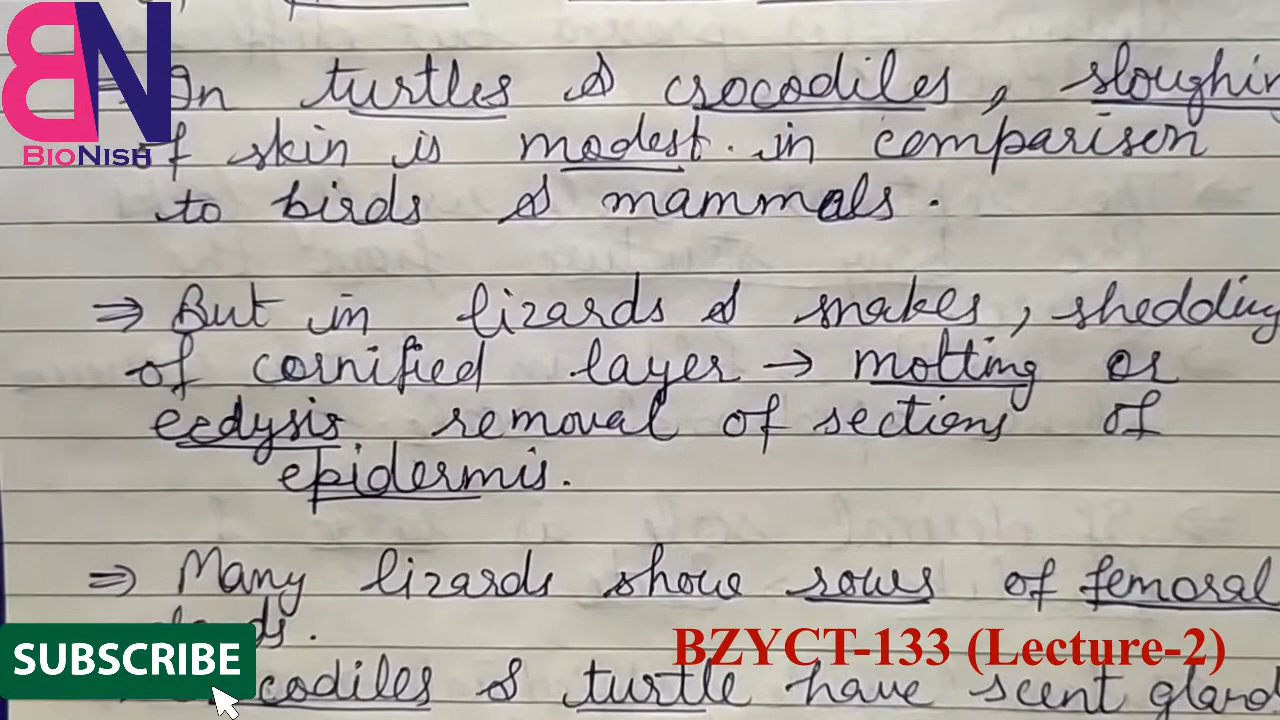 BN
BIONISH
⇒ In turtles & crocodiles, sloughin
of skin is modest. in comparison
to birds & mammals.
⇒ But in lizards & snakes, shedding
of cornified layer → molting or
ecdysis removal of sections of
epidermis.
⇒ Many lizards show rows of femoral
ds.
SUBSCRIBE
BZYCT-133 (Lecture-2)
codiles & turtle have scent gland